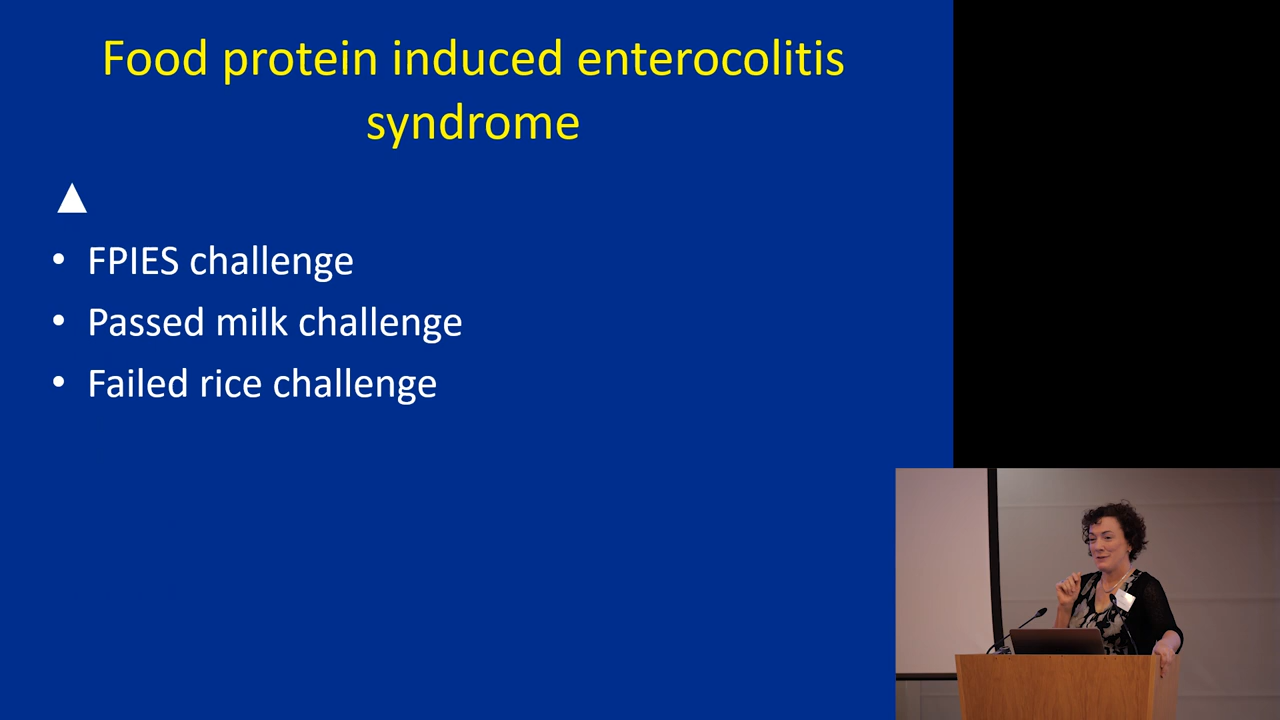 Food protein induced enterocolitis
syndrome
▲
• FPIES challenge
• Passed milk challenge
• Failed rice challenge